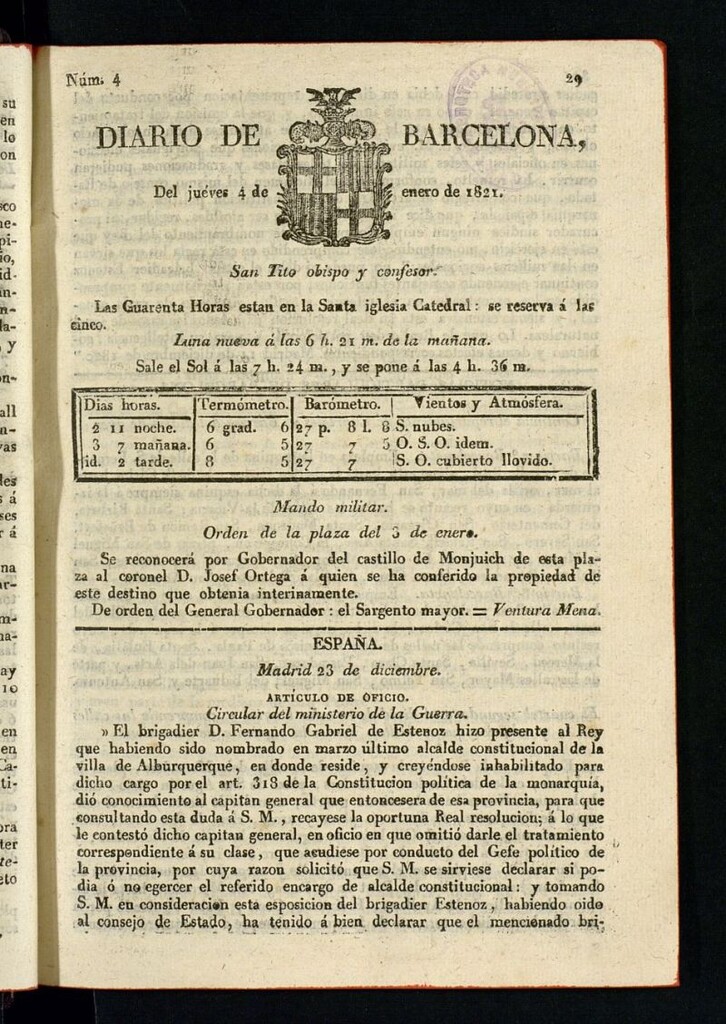 Núm. 4
29
DIARIO DE BARCELONA,
Del juéves 4 de enero de 1821.
San Tito obispo y confesor.
Las Guarenta Horas estan en la Santa iglesia Catedral: se reserva á las
cinco.
Luna nueva á las 6 h. 21 m. de la mañana.
Sale el Sol á las 7 h. 24 m., y se pone á las 4 h. 36 m.
Dias horas. Termómetro. Barómetro. Vientos y Atmósfera.
2 11 noche. 6 grad. 6 27 p. 8 l. 8 S. nubes.
3 7 mañana. 6 5 27 7 5 O. S. O. idem.
id. 2 tarde. 8 5 27 7 S. O. cubierto llovido.
Mando militar.
Orden de la plaza del 3 de enero.
Se reconocerá por Gobernador del castillo de Monjuich de esta pla-
za al coronel D. Josef Ortega á quien se ha conferido la propiedad de
este destino que obtenia interinamente.
De orden del General Gobernador: el Sargento mayor. = Ventura Mena.
ESPAÑA.
Madrid 23 de diciembre.
ARTÍCULO DE OFICIO.
Circular del ministerio de la Guerra.
» El brigadier D. Fernando Gabriel de Estenoz hizo presente al Rey
que habiendo sido nombrado en marzo último alcalde constitucional de la
villa de Alburquerque, en donde reside, y creyéndose inhabilitado para
dicho cargo por el art. 318 de la Constitucion política de la monarquía,
dió conocimiento al capitan general que entoncesera de esa provincia, para que
consultando esta duda á S. M., recayese la oportuna Real resolucion; á lo que
le contestó dicho capitan general, en oficio en que omitió darle el tratamiento
correspondiente á su clase, que acudiese por conducto del Gefe político de
la provincia, por cuya razon solicitó que S. M. se sirviese declarar si po-
dia ó no egercer el referido encargo de alcalde constitucional: y tomando
S. M. en consideracion esta esposicion del brigadier Estenoz, habiendo oido
al consejo de Estado, ha tenido á bien declarar que el mencionado bri-